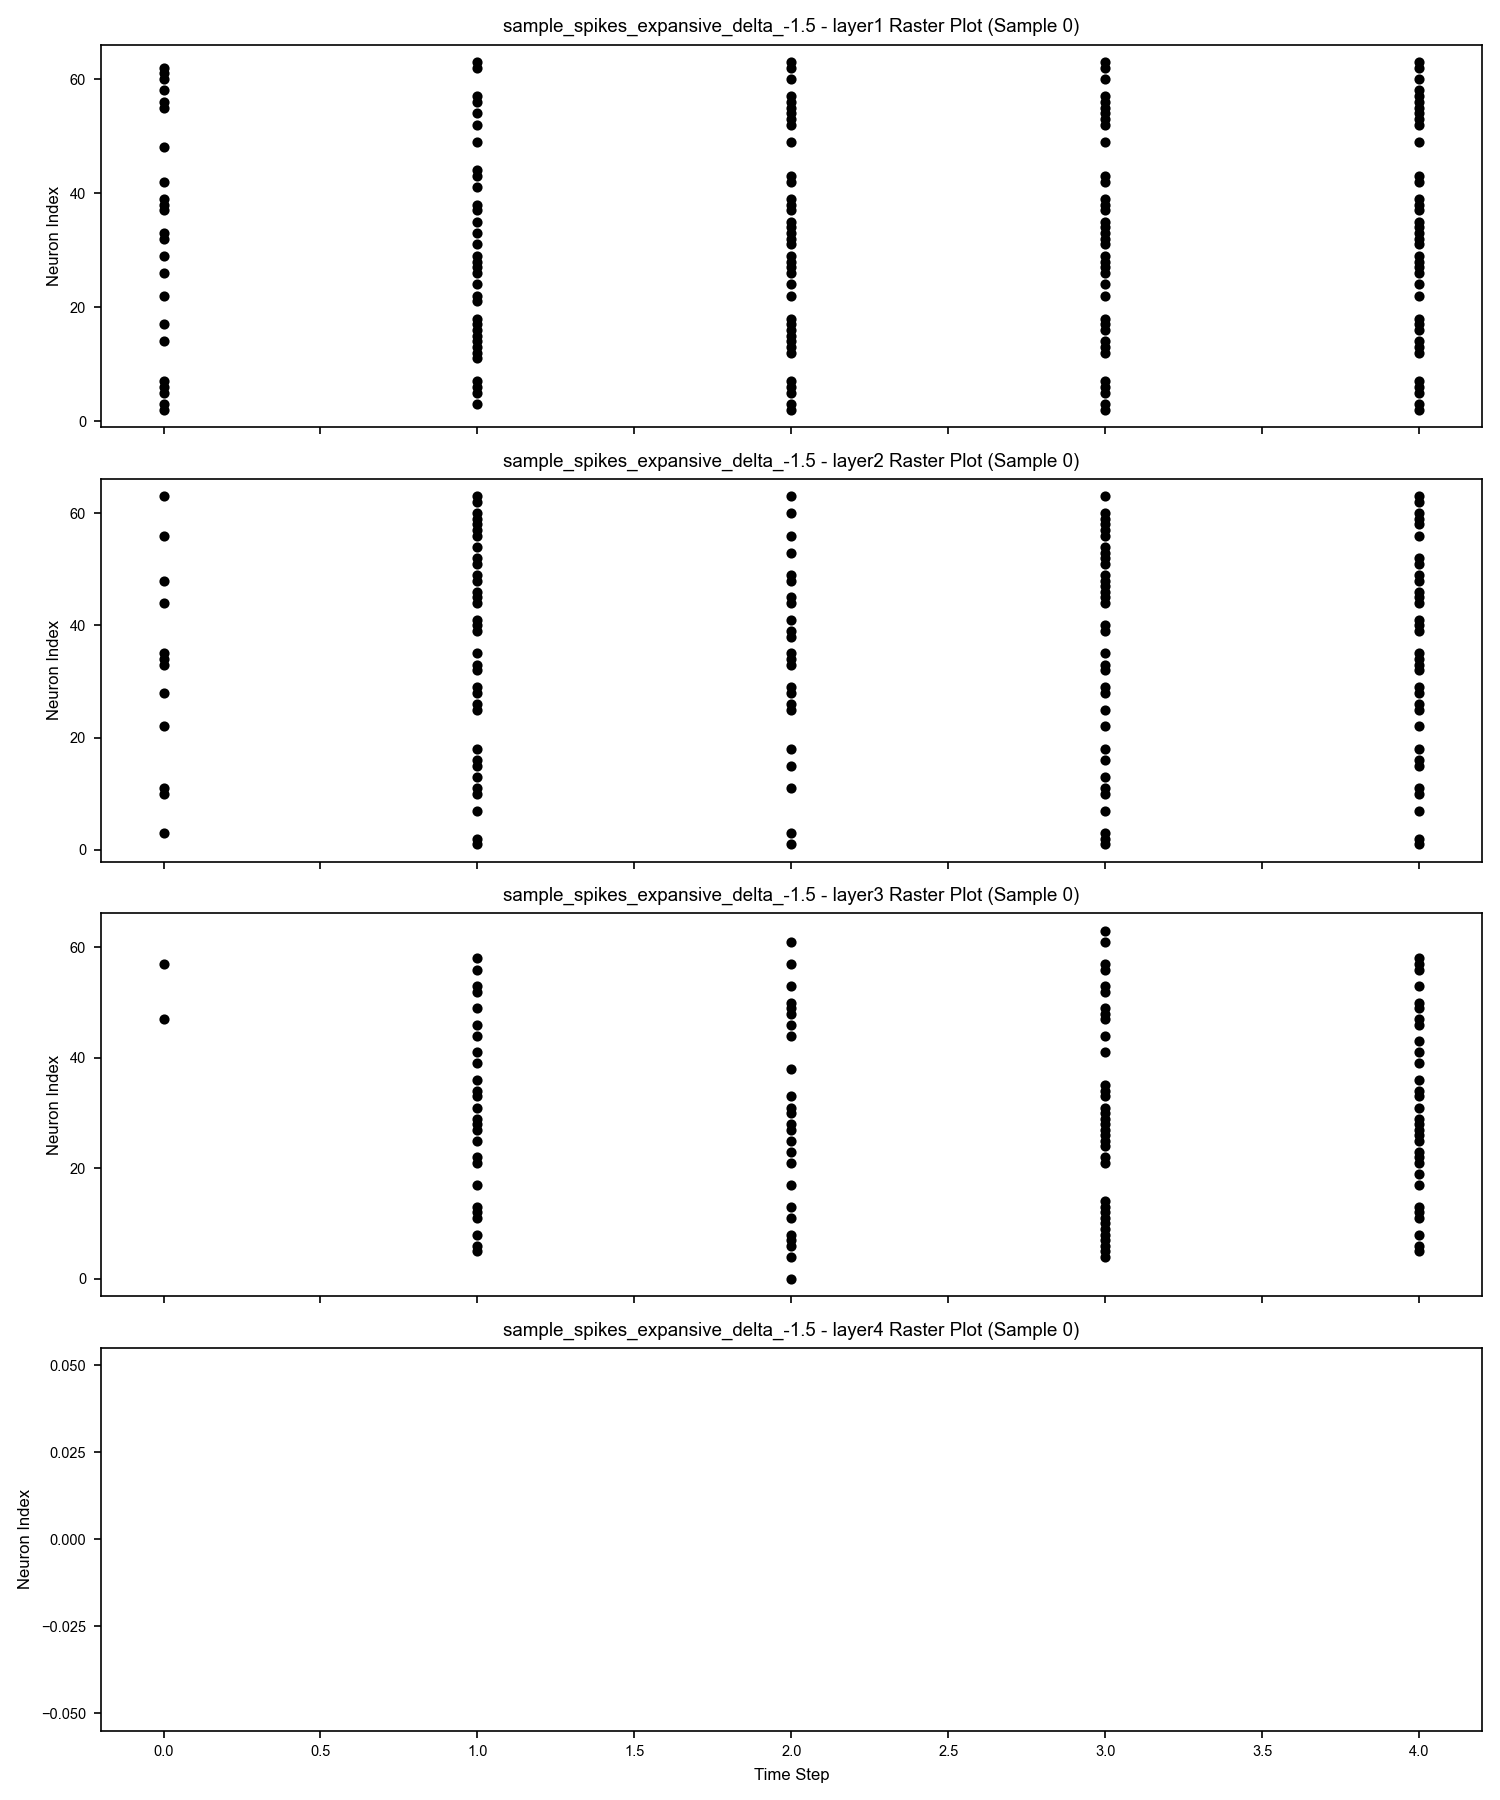 sample_spikes_expansive_delta_-1.5 - layer1 Raster Plot (Sample 0)
60
40
20
0
Neuron Index
sample_spikes_expansive_delta_-1.5 - layer2 Raster Plot (Sample 0)
60
40
20
0
Neuron Index
sample_spikes_expansive_delta_-1.5 - layer3 Raster Plot (Sample 0)
60
40
20
0
Neuron Index
sample_spikes_expansive_delta_-1.5 - layer4 Raster Plot (Sample 0)
0.050
0.025
0.000
−0.025
−0.050
Neuron Index
0.0 0.5 1.0 1.5 2.0 2.5 3.0 3.5 4.0
Time Step